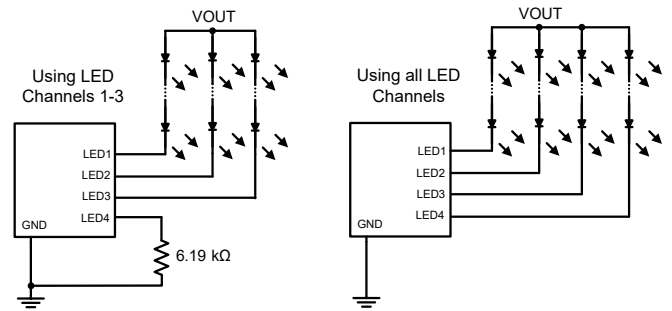 VOUT
Using LED
Channels 1-3
LED1
LED2
LED3
LED4
GND
6.19 kΩ
VOUT
Using all LED
Channels
LED1
LED2
LED3
LED4
GND